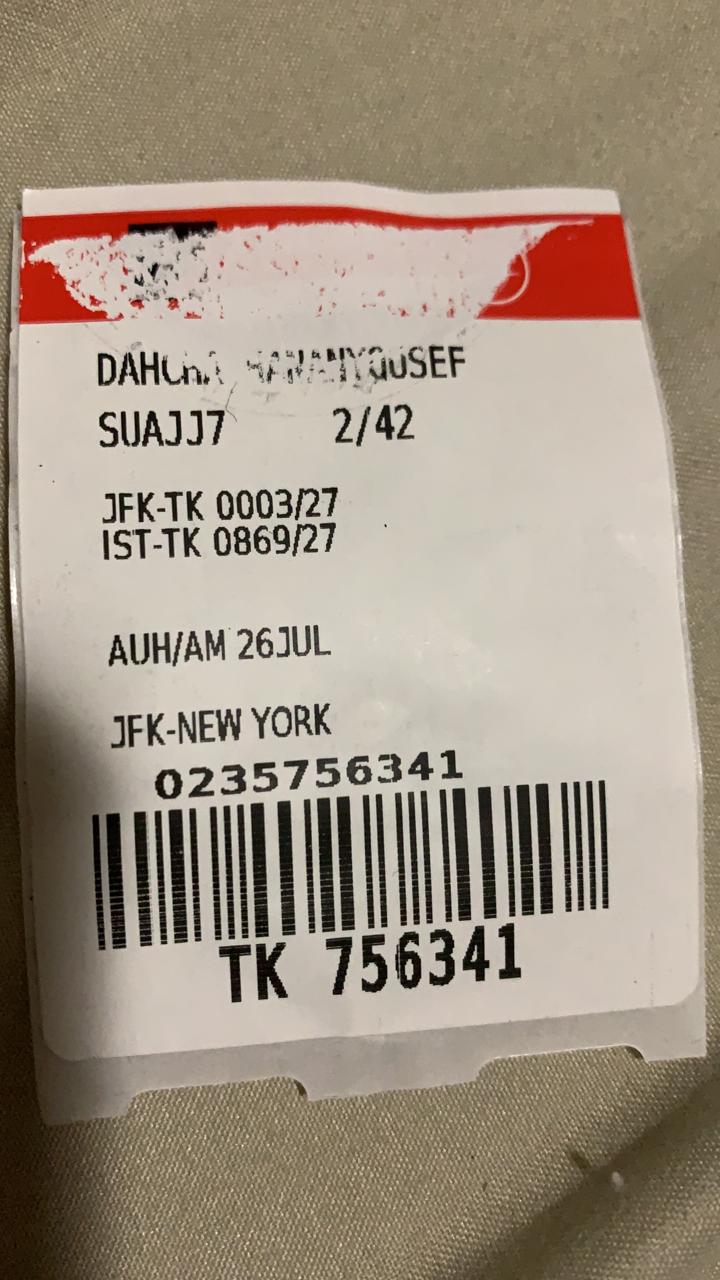 SUAJJ7 2/42
JFK-TK 0003/27
IST-TK 0869/27
AUH/AM 26JUL
JFK-NEW YORK
0235756341
TK 756341